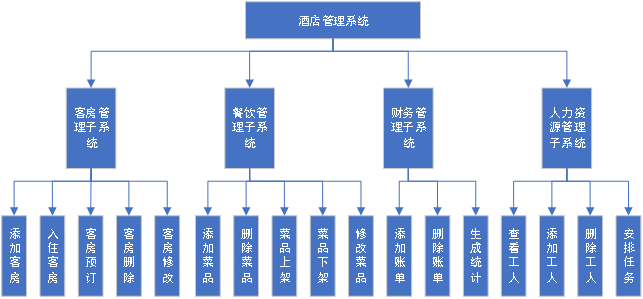 酒店管理系统
客房管
理子系
统
餐饮管
理子系
统
财务管
理子系
统
人力资
源管理
子系统
添加客房
入住客房
客房预订
客房删除
客房修改
添加菜品
删除菜品
菜品上架
菜品下架
修改菜品
添加账单
删除账单
生成统计
查看工人
添加工人
删除工人
安排任务